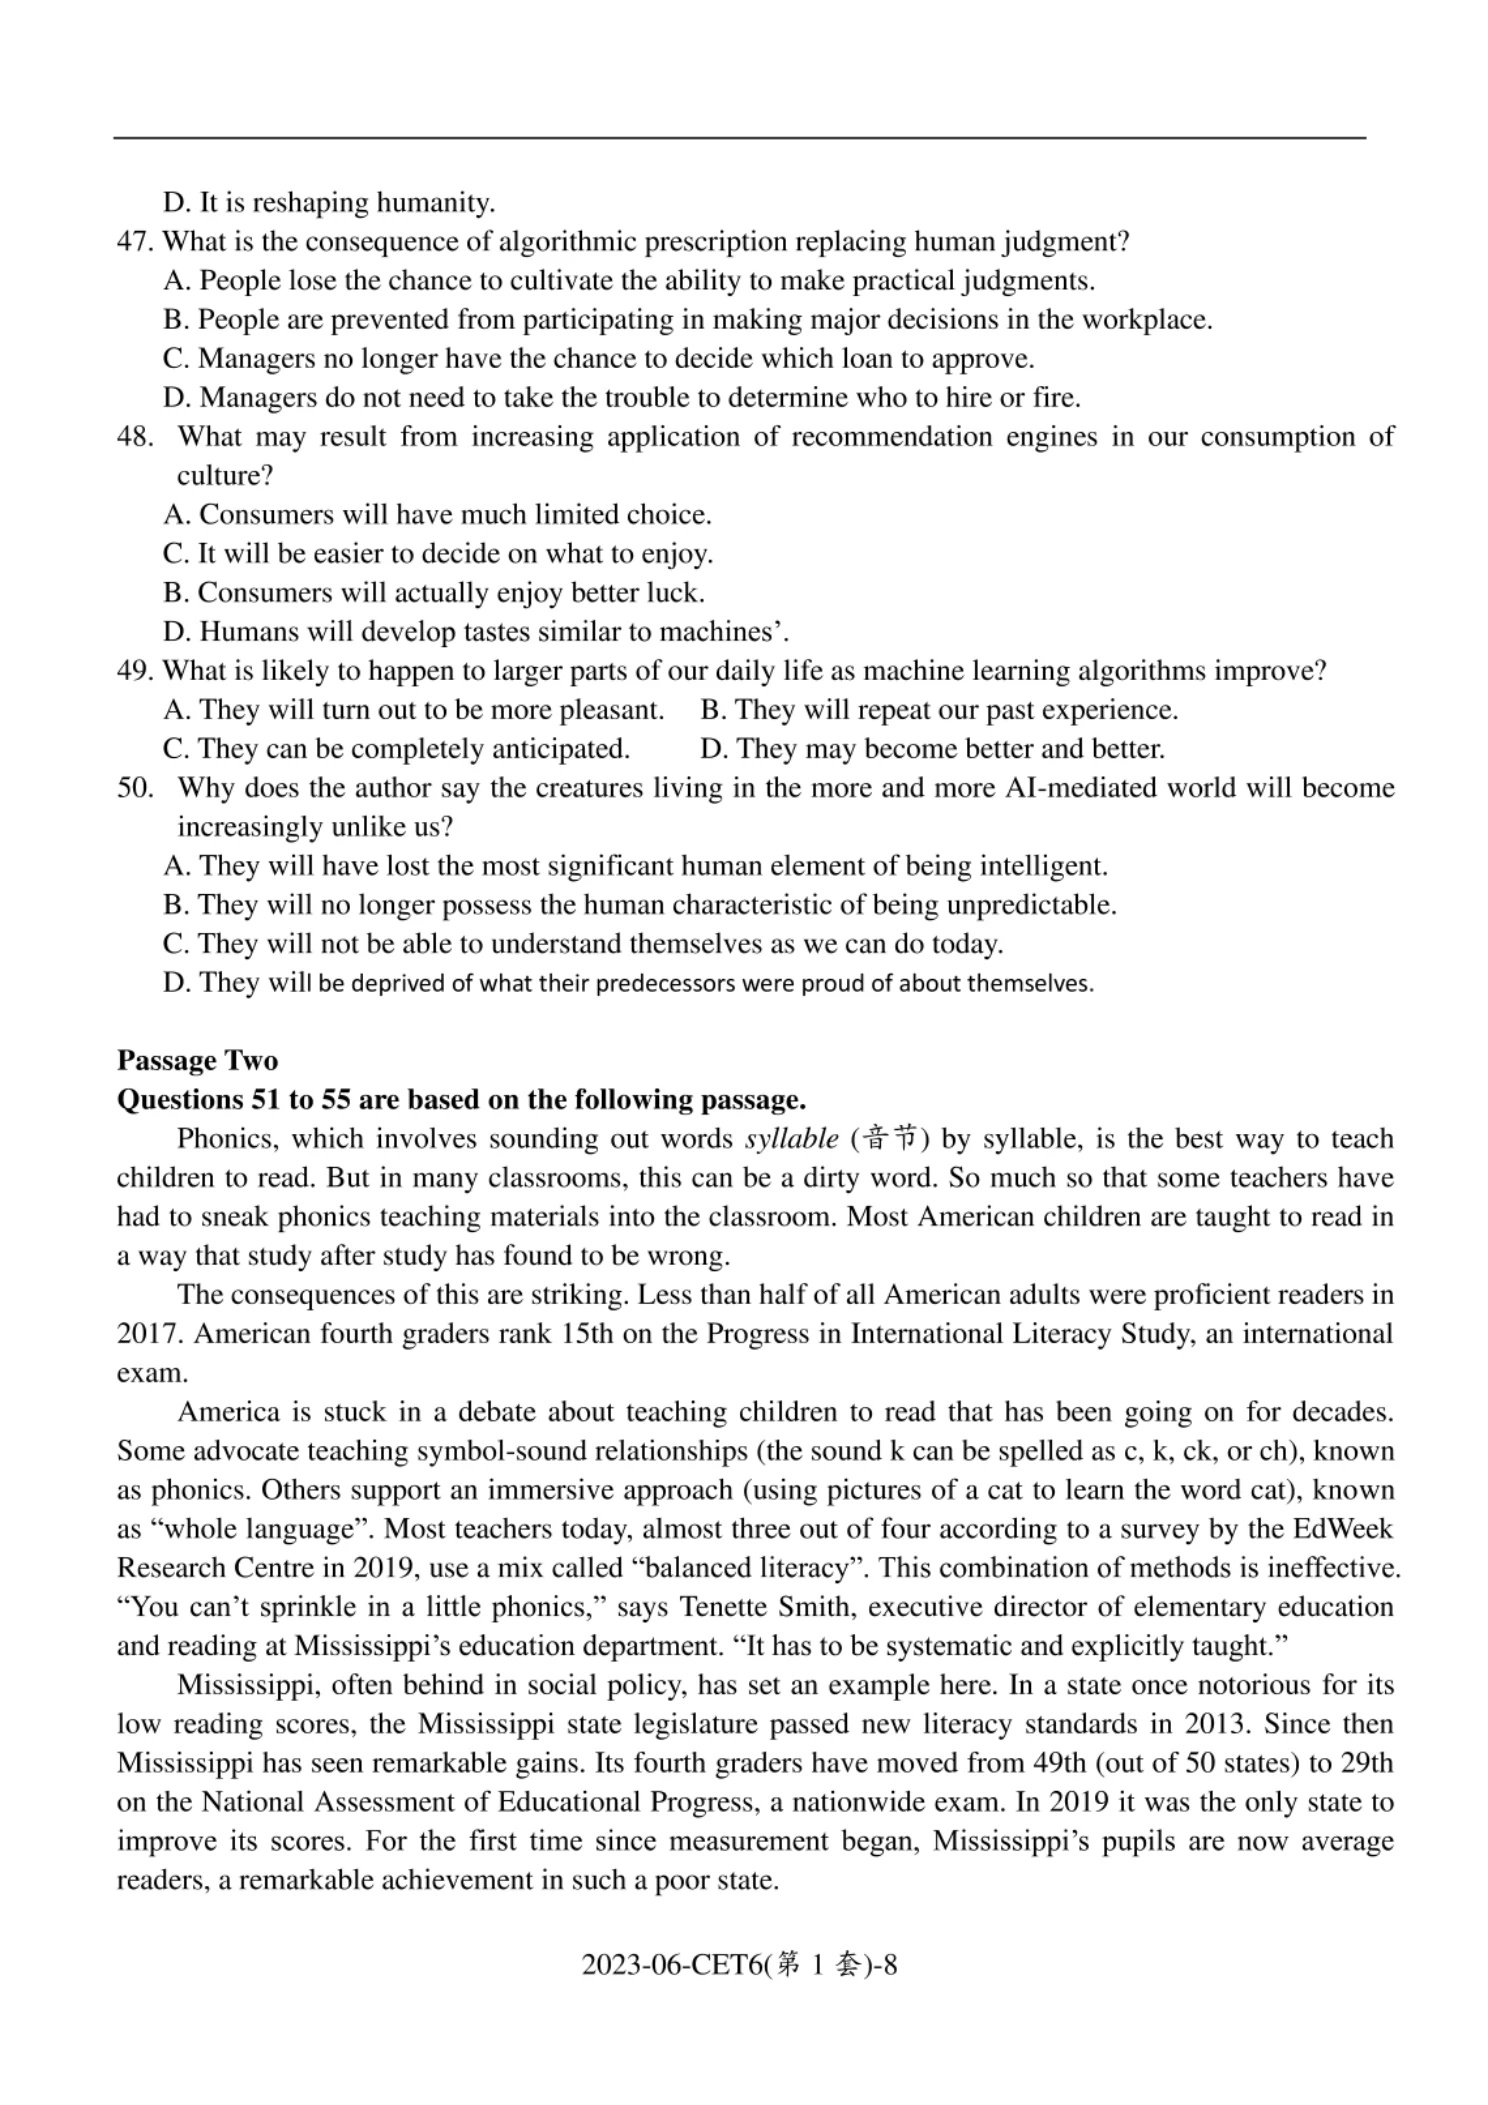 D. It is reshaping humanity.
47. What is the consequence of algorithmic prescription replacing human judgment?
A. People lose the chance to cultivate the ability to make practical judgments.
B. People are prevented from participating in making major decisions in the workplace.
C. Managers no longer have the chance to decide which loan to approve.
D. Managers do not need to take the trouble to determine who to hire or fire.
48. What may result from increasing application of recommendation engines in our consumption of
culture?
A. Consumers will have much limited choice.
C. It will be easier to decide on what to enjoy.
B. Consumers will actually enjoy better luck.
D. Humans will develop tastes similar to machines’.
49. What is likely to happen to larger parts of our daily life as machine learning algorithms improve?
A. They will turn out to be more pleasant. B. They will repeat our past experience.
C. They can be completely anticipated. D. They may become better and better.
50. Why does the author say the creatures living in the more and more AI-mediated world will become
increasingly unlike us?
A. They will have lost the most significant human element of being intelligent.
B. They will no longer possess the human characteristic of being unpredictable.
C. They will not be able to understand themselves as we can do today.
D. They will be deprived of what their predecessors were proud of about themselves.
Passage Two
Questions 51 to 55 are based on the following passage.
Phonics, which involves sounding out words syllable (音节) by syllable, is the best way to teach
children to read. But in many classrooms, this can be a dirty word. So much so that some teachers have
had to sneak phonics teaching materials into the classroom. Most American children are taught to read in
a way that study after study has found to be wrong.
The consequences of this are striking. Less than half of all American adults were proficient readers in
2017. American fourth graders rank 15th on the Progress in International Literacy Study, an international
exam.
America is stuck in a debate about teaching children to read that has been going on for decades.
Some advocate teaching symbol-sound relationships (the sound k can be spelled as c, k, ck, or ch), known
as phonics. Others support an immersive approach (using pictures of a cat to learn the word cat), known
as “whole language”. Most teachers today, almost three out of four according to a survey by the EdWeek
Research Centre in 2019, use a mix called “balanced literacy”. This combination of methods is ineffective.
“You can’t sprinkle in a little phonics,” says Tenette Smith, executive director of elementary education
and reading at Mississippi’s education department. “It has to be systematic and explicitly taught.”
Mississippi, often behind in social policy, has set an example here. In a state once notorious for its
low reading scores, the Mississippi state legislature passed new literacy standards in 2013. Since then
Mississippi has seen remarkable gains. Its fourth graders have moved from 49th (out of 50 states) to 29th
on the National Assessment of Educational Progress, a nationwide exam. In 2019 it was the only state to
improve its scores. For the first time since measurement began, Mississippi’s pupils are now average
readers, a remarkable achievement in such a poor state.
2023-06-CET6(第 1 套)-8